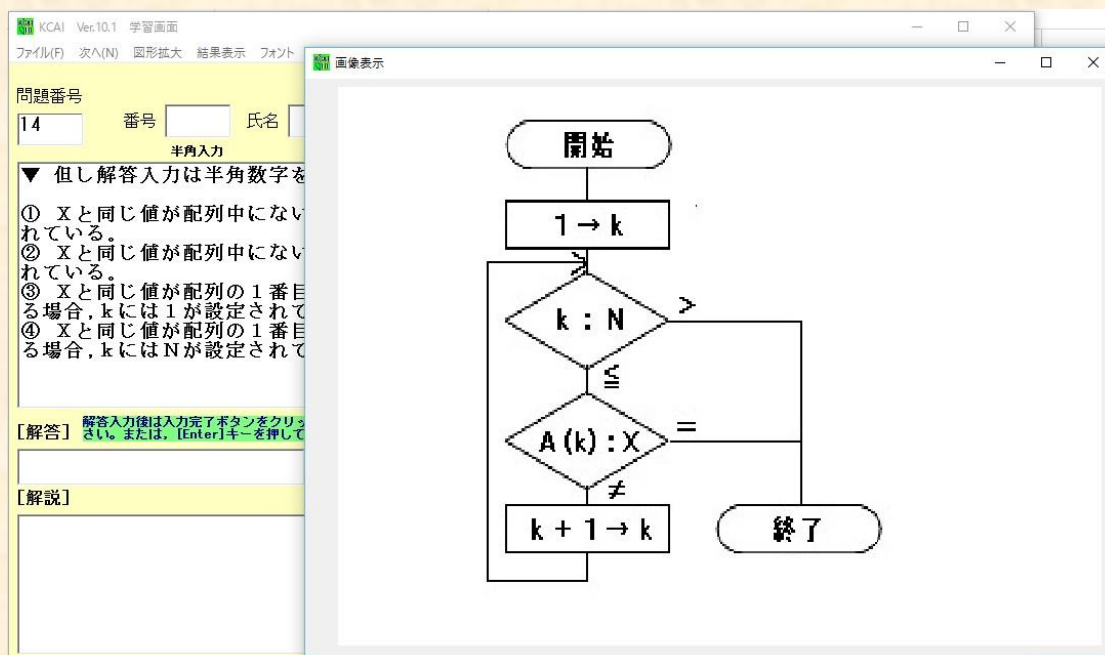 KCAI Ver.10.1 学習画面
ファイル(F) 次へ(N) 図形拡大 結果表示 フォント
画像表示
問題番号
14
番号
氏名
半角入力
▼ 但し解答入力は半角数字を
① Xと同じ値が配列中にない
れている。
② Xと同じ値が配列中にない
れている。
③ Xと同じ値が配列の1番目
る場合,kには1が設定されて
④ Xと同じ値が配列の1番目
る場合,kにはNが設定されて
[解答]
解答入力後は入力完了ボタンをクリッ
さい。または, [Enter]キーを押して
[解説]
開始
1 → k
k : N
>
≦
A (k) : X
=
≠
k + 1 → k
終了